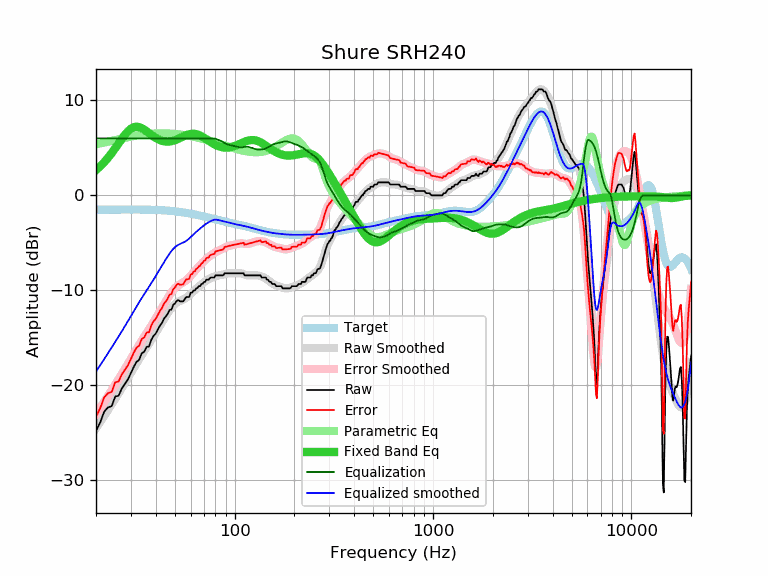 Shure SRH240
10
0
−10
−20
−30
Amplitude (dBr)
100
1000
10000
Frequency (Hz)
Target
Raw Smoothed
Error Smoothed
Raw
Error
Parametric Eq
Fixed Band Eq
Equalization
Equalized smoothed